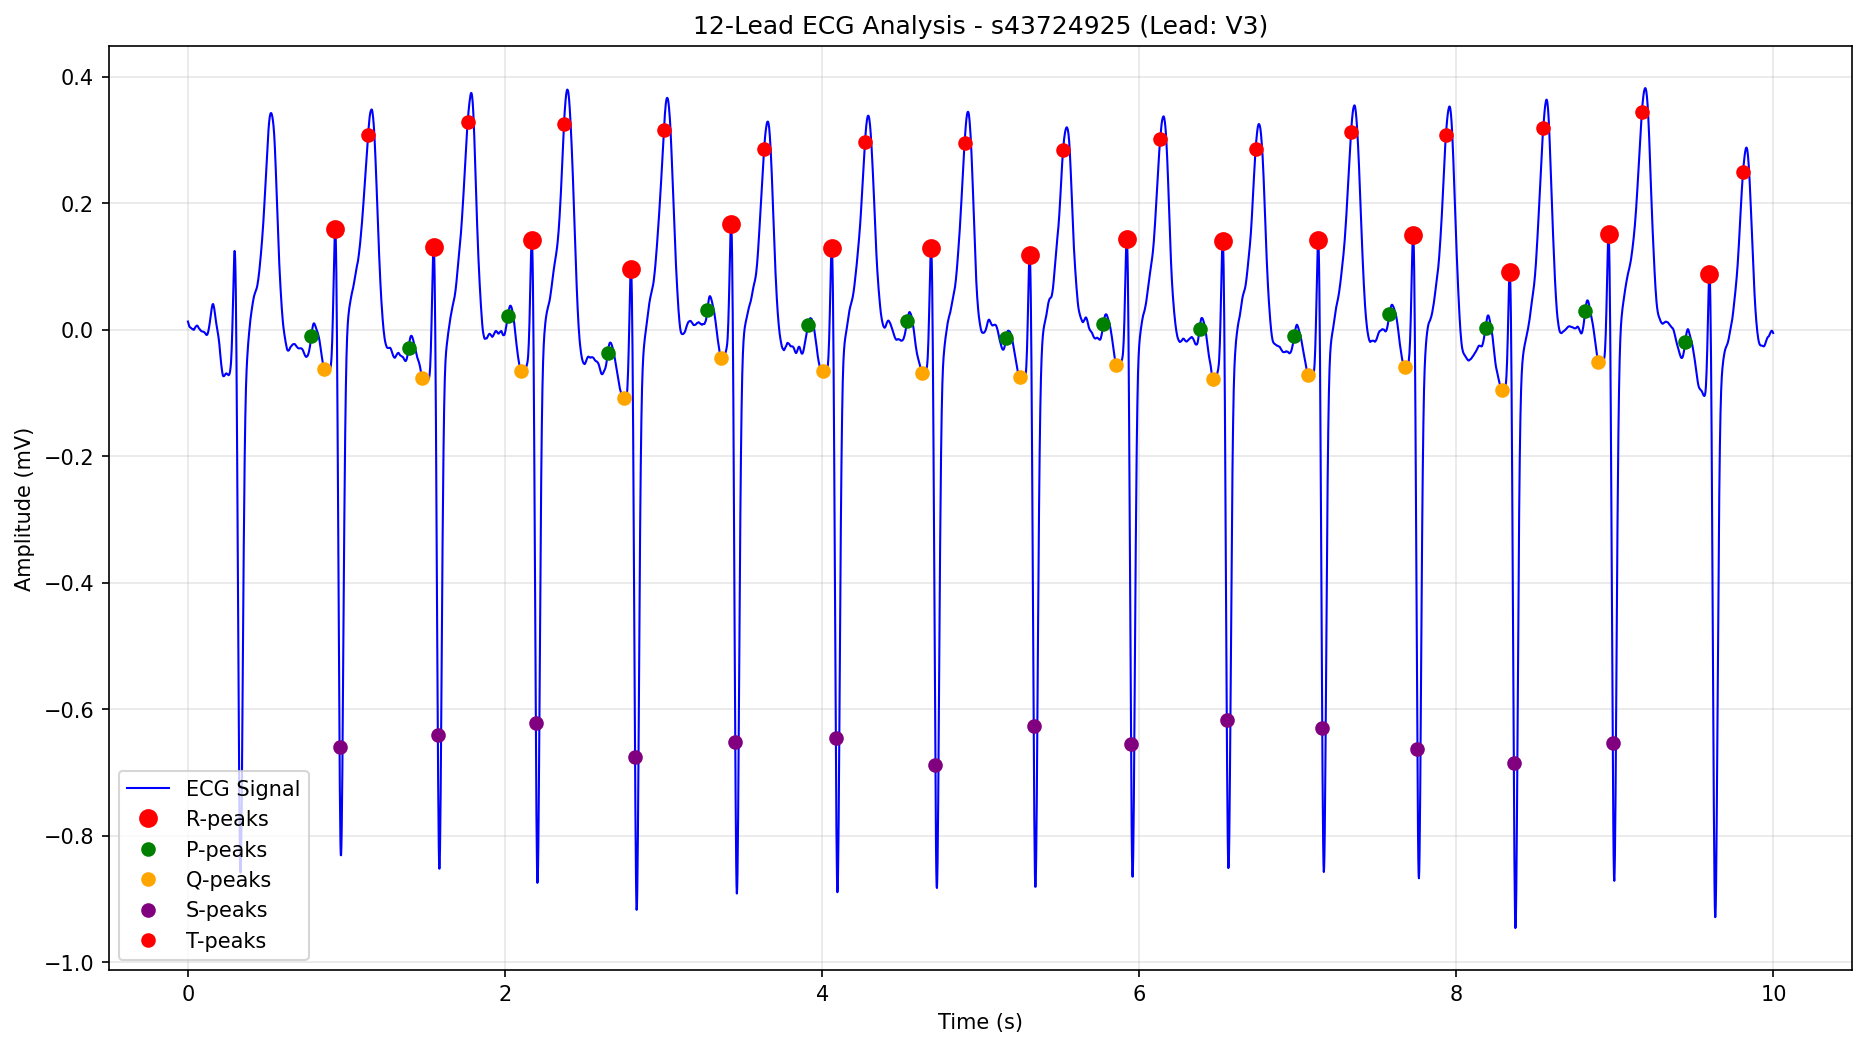 12-Lead ECG Analysis - s43724925 (Lead: V3)
0.4
0.2
0.0
−0.2
−0.4
−0.6
−0.8
−1.0
Amplitude (mV)
ECG Signal
R-peaks
P-peaks
Q-peaks
S-peaks
T-peaks
0 2 4 6 8 10
Time (s)